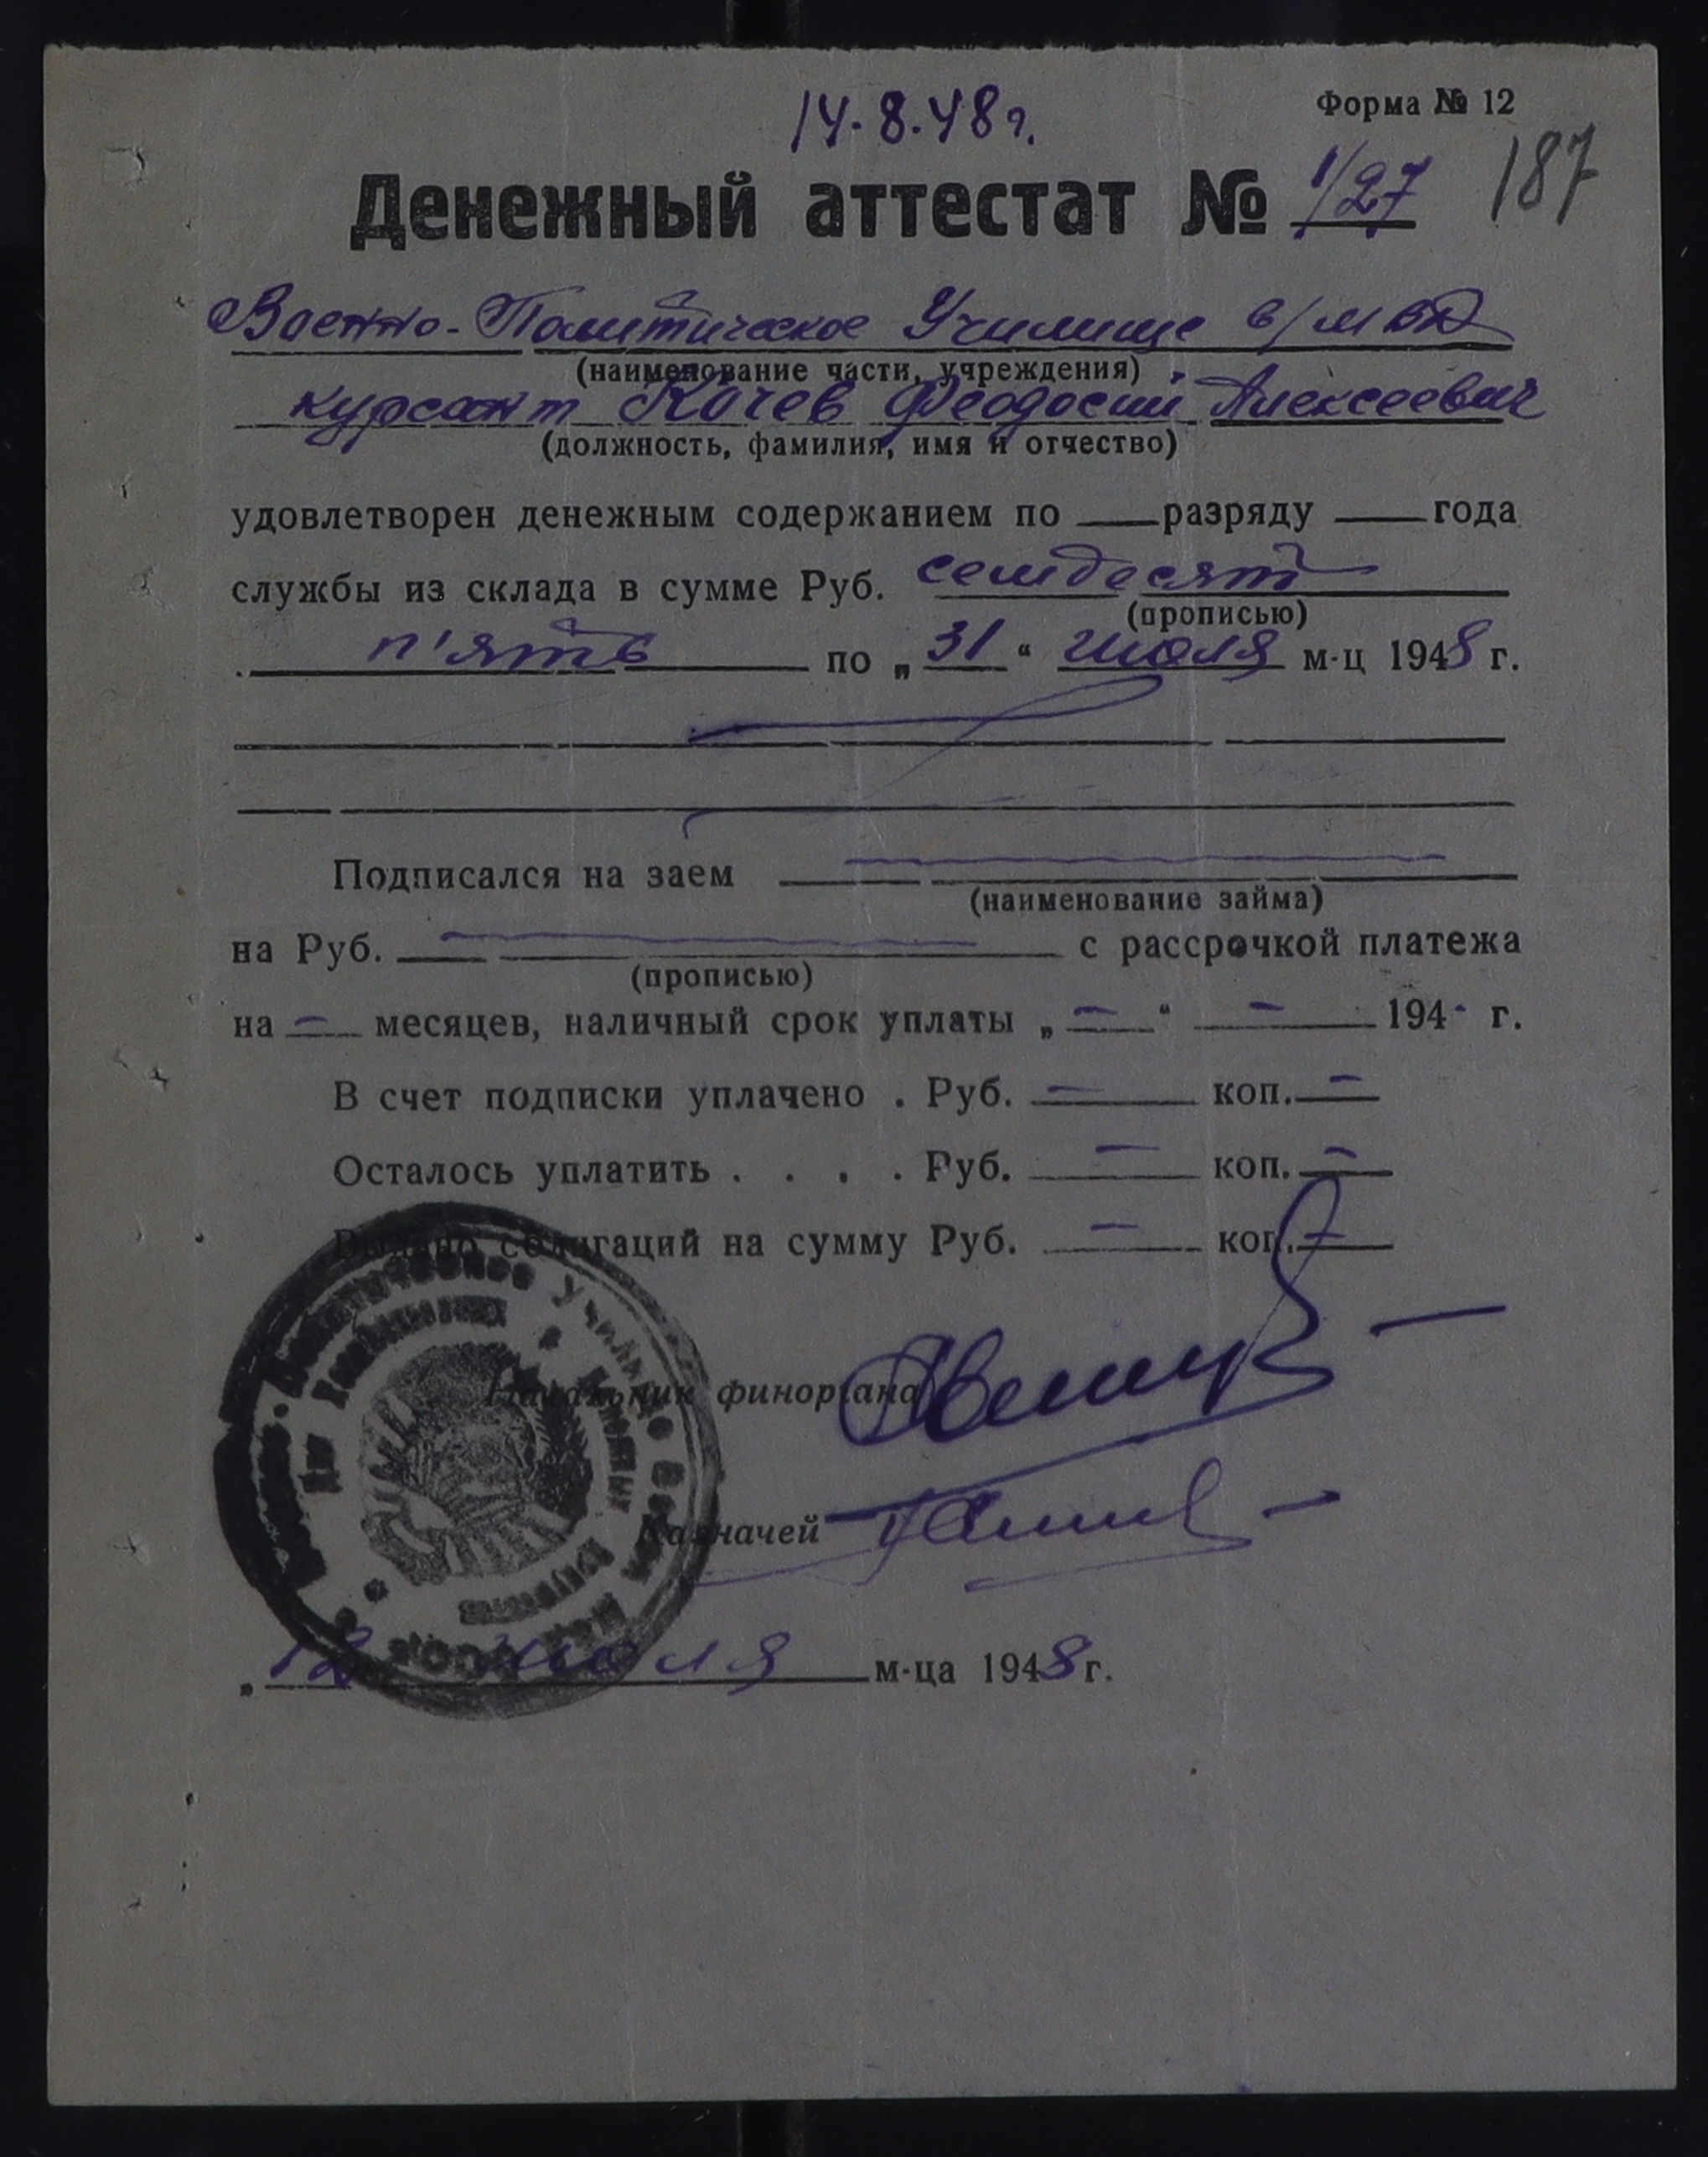 14.8.48 г.
Форма № 12
187
Денежный аттестат № 1/27
Военно-Политическое Училище в/МВД
(наименование части, учреждения)
курсант Кочев Феодосий Алексеевич
(должность, фамилия, имя и отчество)
удовлетворен денежным содержанием по — разряду — года
службы из склада в сумме Руб. семдесят
(прописью)
п'ять по „31“ июля м-ц 1948 г.
Подписался на заем —
(наименование займа)
на Руб. — с рассрочкой платежа
(прописью)
на — месяцев, наличный срок уплаты „—“ — 194- г.
В счет подписки уплачено . Руб. — коп. —
Осталось уплатить . . . . Руб. — коп. —
Выдано облигаций на сумму Руб. — коп. —
Начальник финоргана
Казначей
„12 июля м-ца 1948 г.